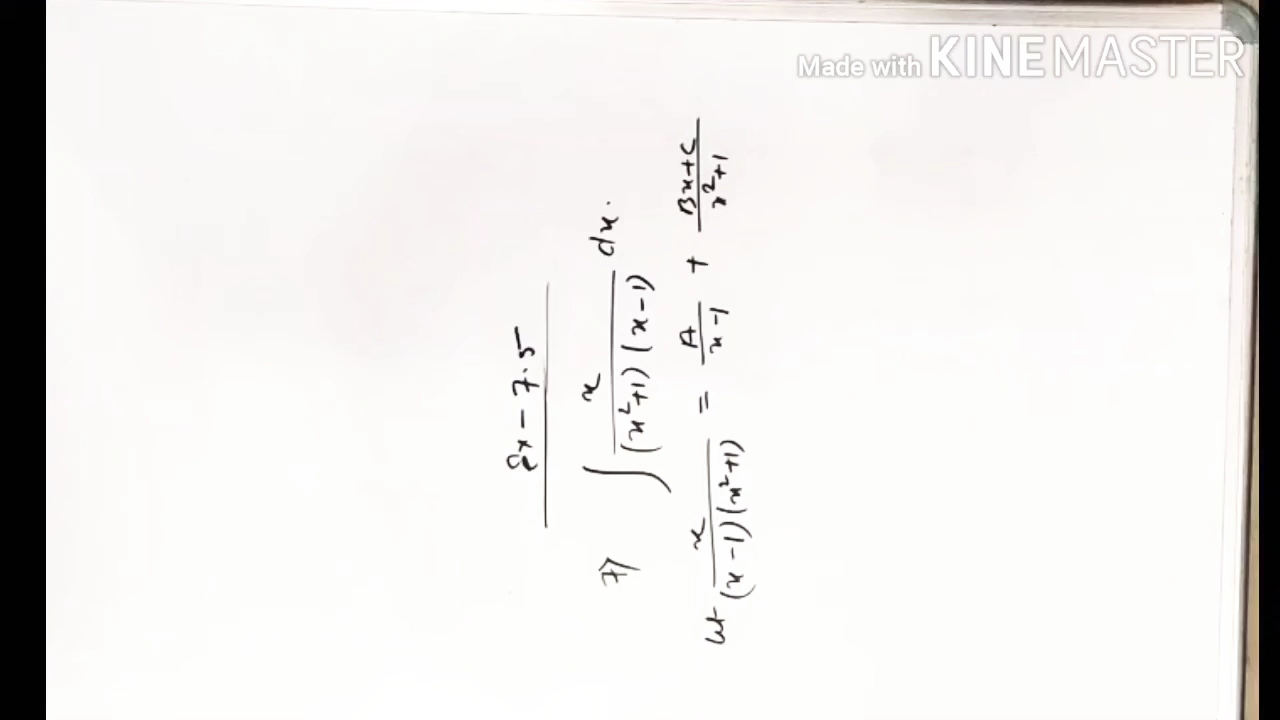 Made with KINEMASTER
Ex - 7.5
7) ∫ x/((x²+1)(x-1)) dx.
let x/((x-1)(x²+1)) = A/(x-1) + (Bx+C)/(x²+1)